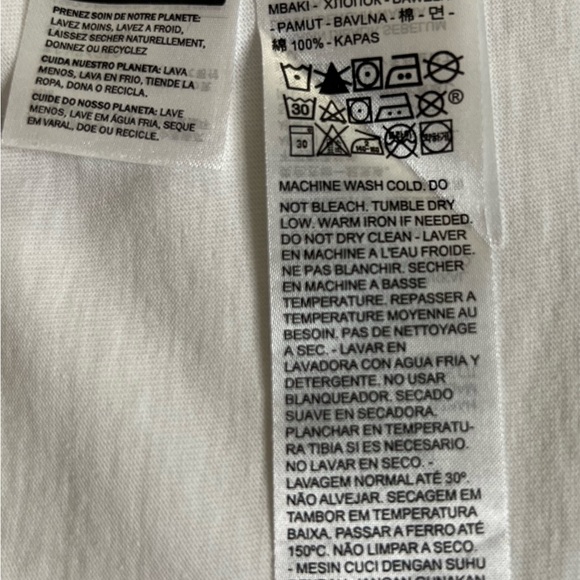 PRENEZ SOIN DE NOTRE PLANETE:
LAVEZ MOINS, LAVEZ A FROID,
LAISSEZ SECHER NATURELLEMENT,
DONNEZ OU RECYCLEZ
CUIDA NUESTRO PLANETA: LAVA
MENOS, LAVA EN FRIO, TIENDE LA
ROPA, DONA O RECICLA.
CUIDE DO NOSSO PLANETA: LAVE
MENOS, LAVE EM ÁGUA FRIA, SEQUE
EM VARAL, DOE OU RECICLE.
МВАКІ - ХЛОПОК -
- PAMUT - BAVLNA - 棉 - 면 -
綿 100% - KAPAS
30
®
30
MACHINE WASH COLD. DO
NOT BLEACH. TUMBLE DRY
LOW. WARM IRON IF NEEDED.
DO NOT DRY CLEAN - LAVER
EN MACHINE A L'EAU FROIDE.
NE PAS BLANCHIR. SECHER
EN MACHINE A BASSE
TEMPERATURE. REPASSER A
TEMPERATURE MOYENNE AU
BESOIN. PAS DE NETTOYAGE
A SEC. - LAVAR EN
LAVADORA CON AGUA FRIA Y
DETERGENTE. NO USAR
BLANQUEADOR. SECADO
SUAVE EN SECADORA.
PLANCHAR EN TEMPERATU-
RA TIBIA SI ES NECESARIO.
NO LAVAR EN SECO. -
LAVAGEM NORMAL ATÉ 30º.
NÃO ALVEJAR. SECAGEM EM
TAMBOR EM TEMPERATURA
BAIXA. PASSAR A FERRO ATÉ
150ºC. NÃO LIMPAR A SECO.
- MESIN CUCI DENGAN SUHU